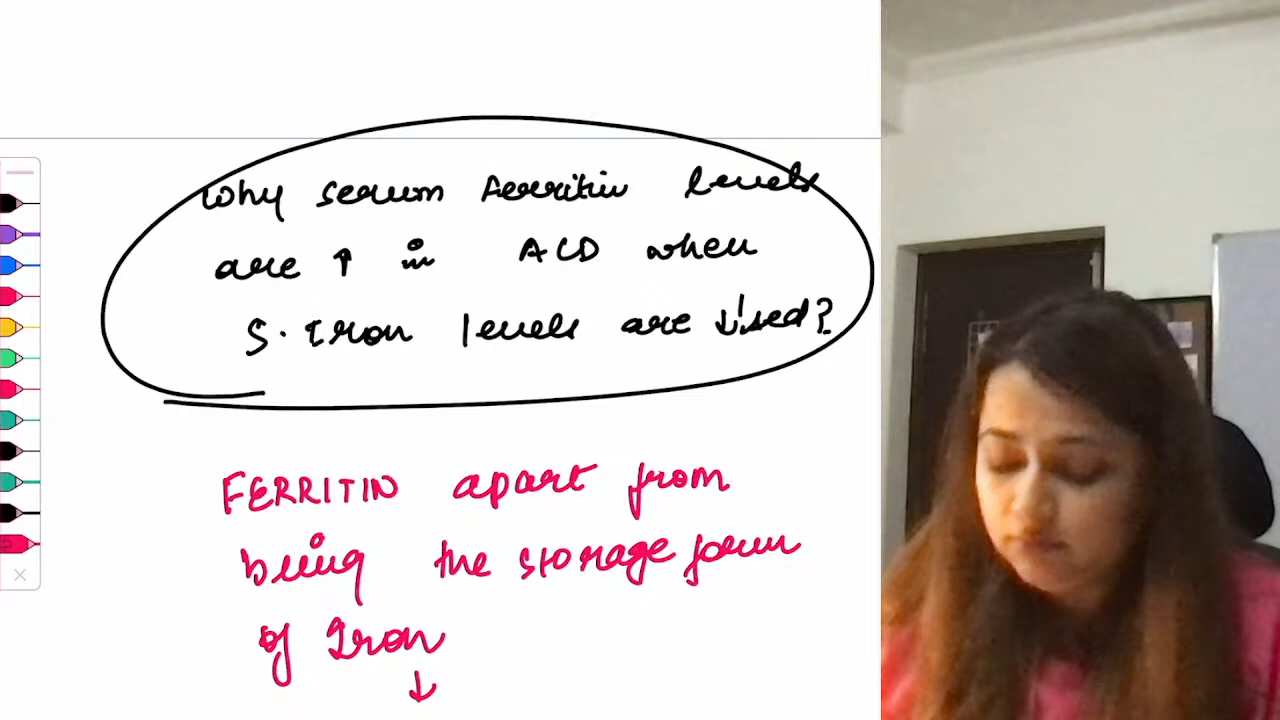 Why serum ferritin levels
are ↑ in ACD when
S. Iron levels are ↓sed?
FERRITIN apart from
being the storage form
of Iron
↓